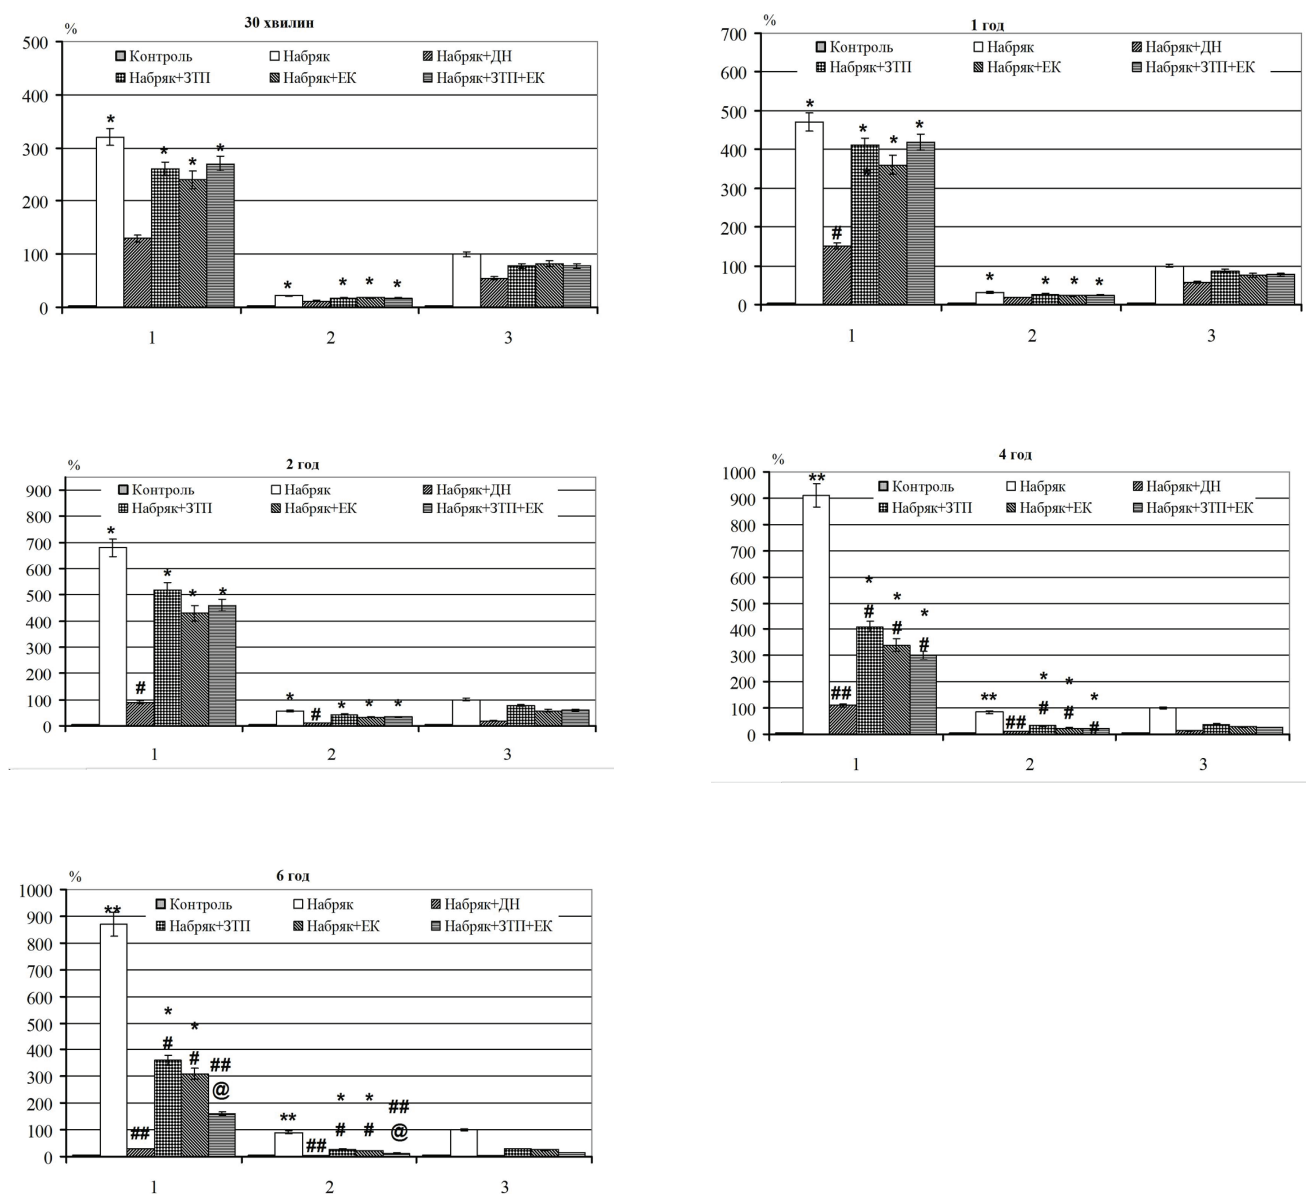 30 хвилин
%
500
Контроль Набряк Набряк+ДН
Набряк+ЗТП Набряк+ЕК Набряк+ЗТП+ЕК
400
*
300
* * *
200
100
* * * *
0
1 2 3
1 год
%
700
Контроль Набряк Набряк+ДН
Набряк+ЗТП Набряк+ЕК Набряк+ЗТП+ЕК
600
*
500
* * *
400
*
300
#
200
100
* * * *
0
1 2 3
2 год
%
900
Контроль Набряк Набряк+ДН
Набряк+ЗТП Набряк+ЕК Набряк+ЗТП+ЕК
800
*
700
600
* * *
500
400
300
200
#
100
* # * * *
0
1 2 3
4 год
%
1000
**
Контроль Набряк Набряк+ДН
900
Набряк+ЗТП Набряк+ЕК Набряк+ЗТП+ЕК
800
700
600
* * *
500
# # #
400
300
200
* * *
##
100
** ## # # #
0
1 2 3
6 год
%
1000
**
Контроль Набряк Набряк+ДН
900
Набряк+ЗТП Набряк+ЕК Набряк+ЗТП+ЕК
800
700
600
* *
500
# # ##
400
300
@
200
* * ##
##
100
** ## # # @
0
1 2 3